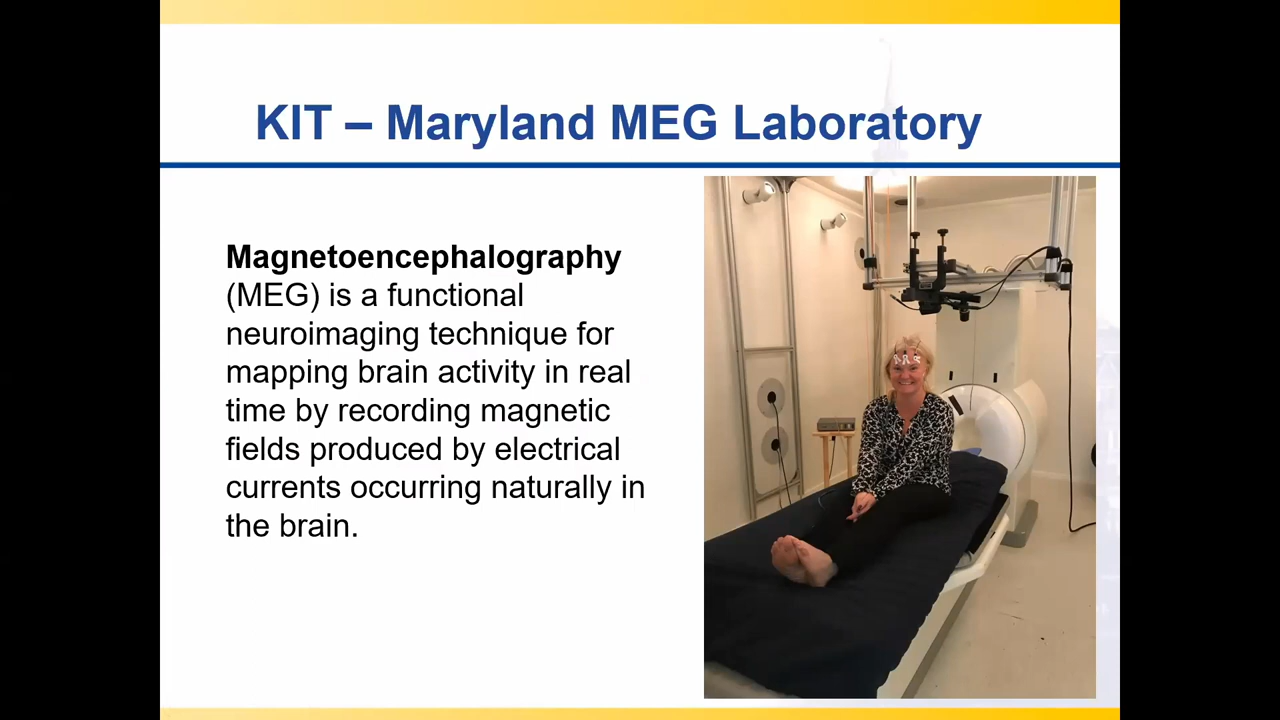 KIT – Maryland MEG Laboratory
Magnetoencephalography
(MEG) is a functional
neuroimaging technique for
mapping brain activity in real
time by recording magnetic
fields produced by electrical
currents occurring naturally in
the brain.